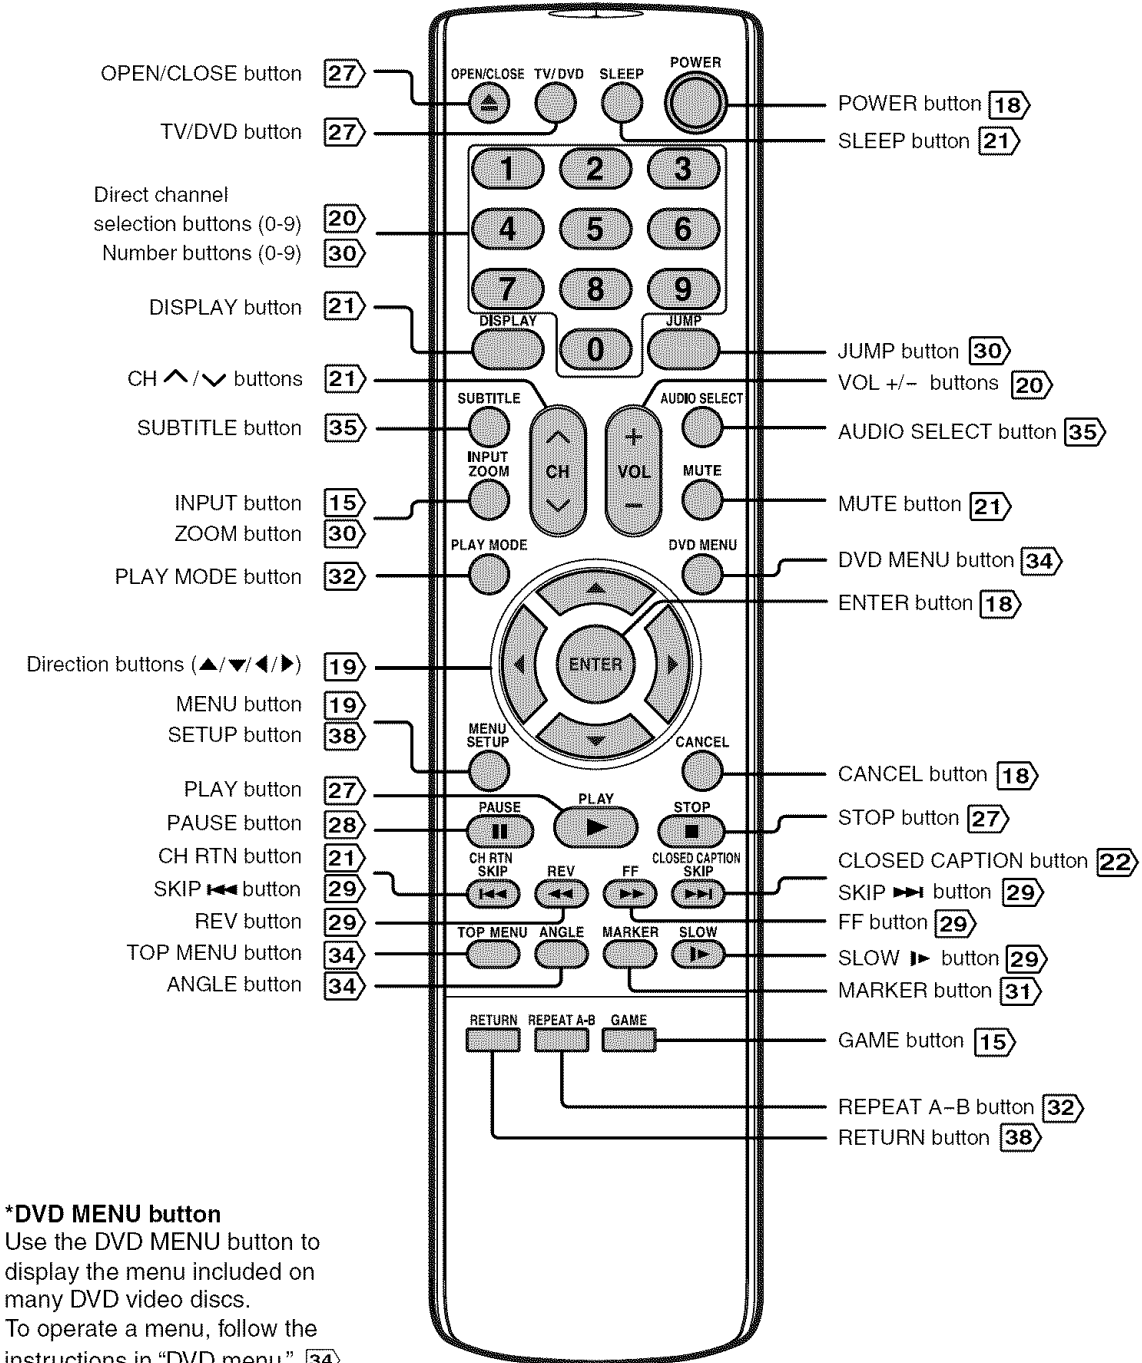 OPEN/CLOSE button 27
TV/DVD button 27
Direct channel
selection buttons (0-9) 20
Number buttons (0-9) 30
DISPLAY button 21
CH / buttons 21
SUBTITLE button 35
INPUT button 15
ZOOM button 30
PLAY MODE button 32
Direction buttons (▲/▼/◀/▶) 19
MENU button 19
SETUP button 38
PLAY button 27
PAUSE button 28
CH RTN button 21
SKIP ⏮ button 29
REV button 29
TOP MENU button 34
ANGLE button 34
OPEN/CLOSE TV/DVD SLEEP POWER
1 2 3
4 5 6
7 8 9
DISPLAY 0 JUMP
SUBTITLE AUDIO SELECT
INPUT
ZOOM CH + VOL − MUTE
PLAY MODE DVD MENU
ENTER
MENU
SETUP CANCEL
PAUSE PLAY STOP
CH RTN CLOSED CAPTION
SKIP REV FF SKIP
TOP MENU ANGLE MARKER SLOW
RETURN REPEAT A-B GAME
POWER button 18
SLEEP button 21
JUMP button 30
VOL +/− buttons 20
AUDIO SELECT button 35
MUTE button 21
DVD MENU button 34
ENTER button 18
CANCEL button 18
STOP button 27
CLOSED CAPTION button 22
SKIP ⏭ button 29
FF button 29
SLOW button 29
MARKER button 31
GAME button 15
REPEAT A–B button 32
RETURN button 38
*DVD MENU button
Use the DVD MENU button to
display the menu included on
many DVD video discs.
To operate a menu, follow the
instructions in “DVD menu.” 34